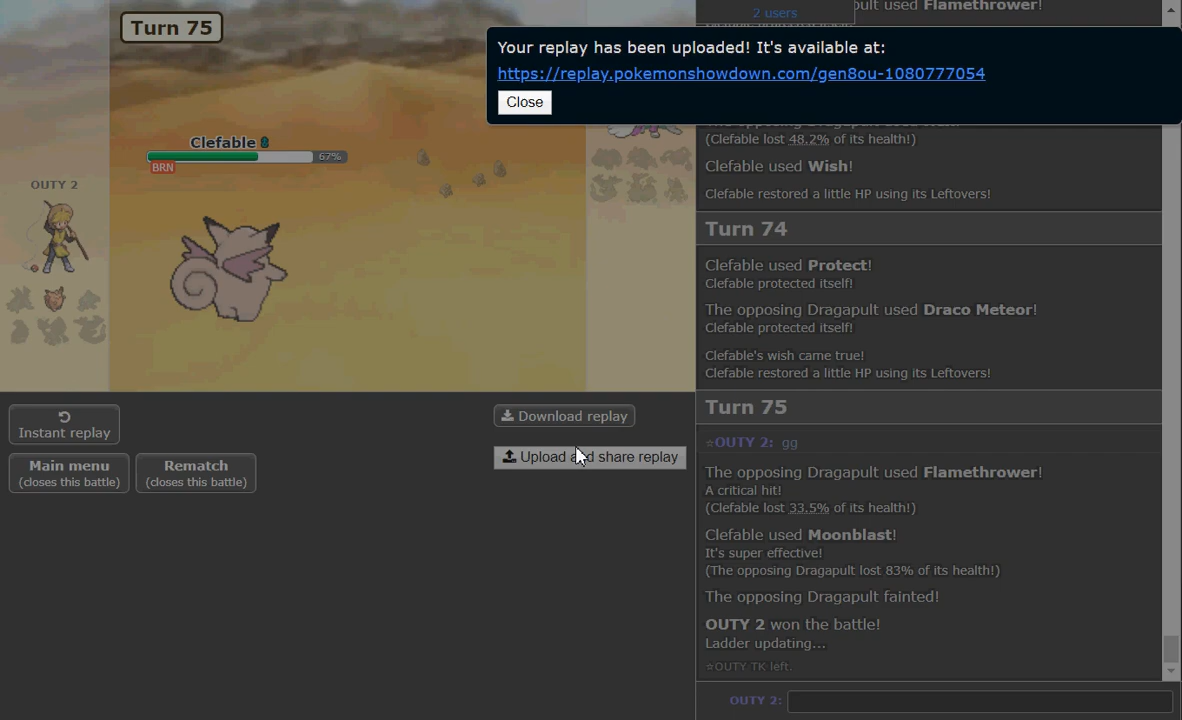 Turn 75
2 users
pult used Flamethrower!
Your replay has been uploaded! It's available at:
https://replay.pokemonshowdown.com/gen8ou-1080777054
Close
(Clefable lost 48.2% of its health!)
Clefable used Wish!
Clefable restored a little HP using its Leftovers!
Clefable
67%
BRN
OUTY 2
Turn 74
Clefable used Protect!
Clefable protected itself!
The opposing Dragapult used Draco Meteor!
Clefable protected itself!
Clefable's wish came true!
Clefable restored a little HP using its Leftovers!
Turn 75
☆OUTY 2: gg
The opposing Dragapult used Flamethrower!
A critical hit!
(Clefable lost 33.5% of its health!)
Clefable used Moonblast!
It's super effective!
(The opposing Dragapult lost 83% of its health!)
The opposing Dragapult fainted!
OUTY 2 won the battle!
Ladder updating...
☆OUTY TK left.
OUTY 2:
Instant replay
Download replay
Upload and share replay
Main menu
(closes this battle)
Rematch
(closes this battle)